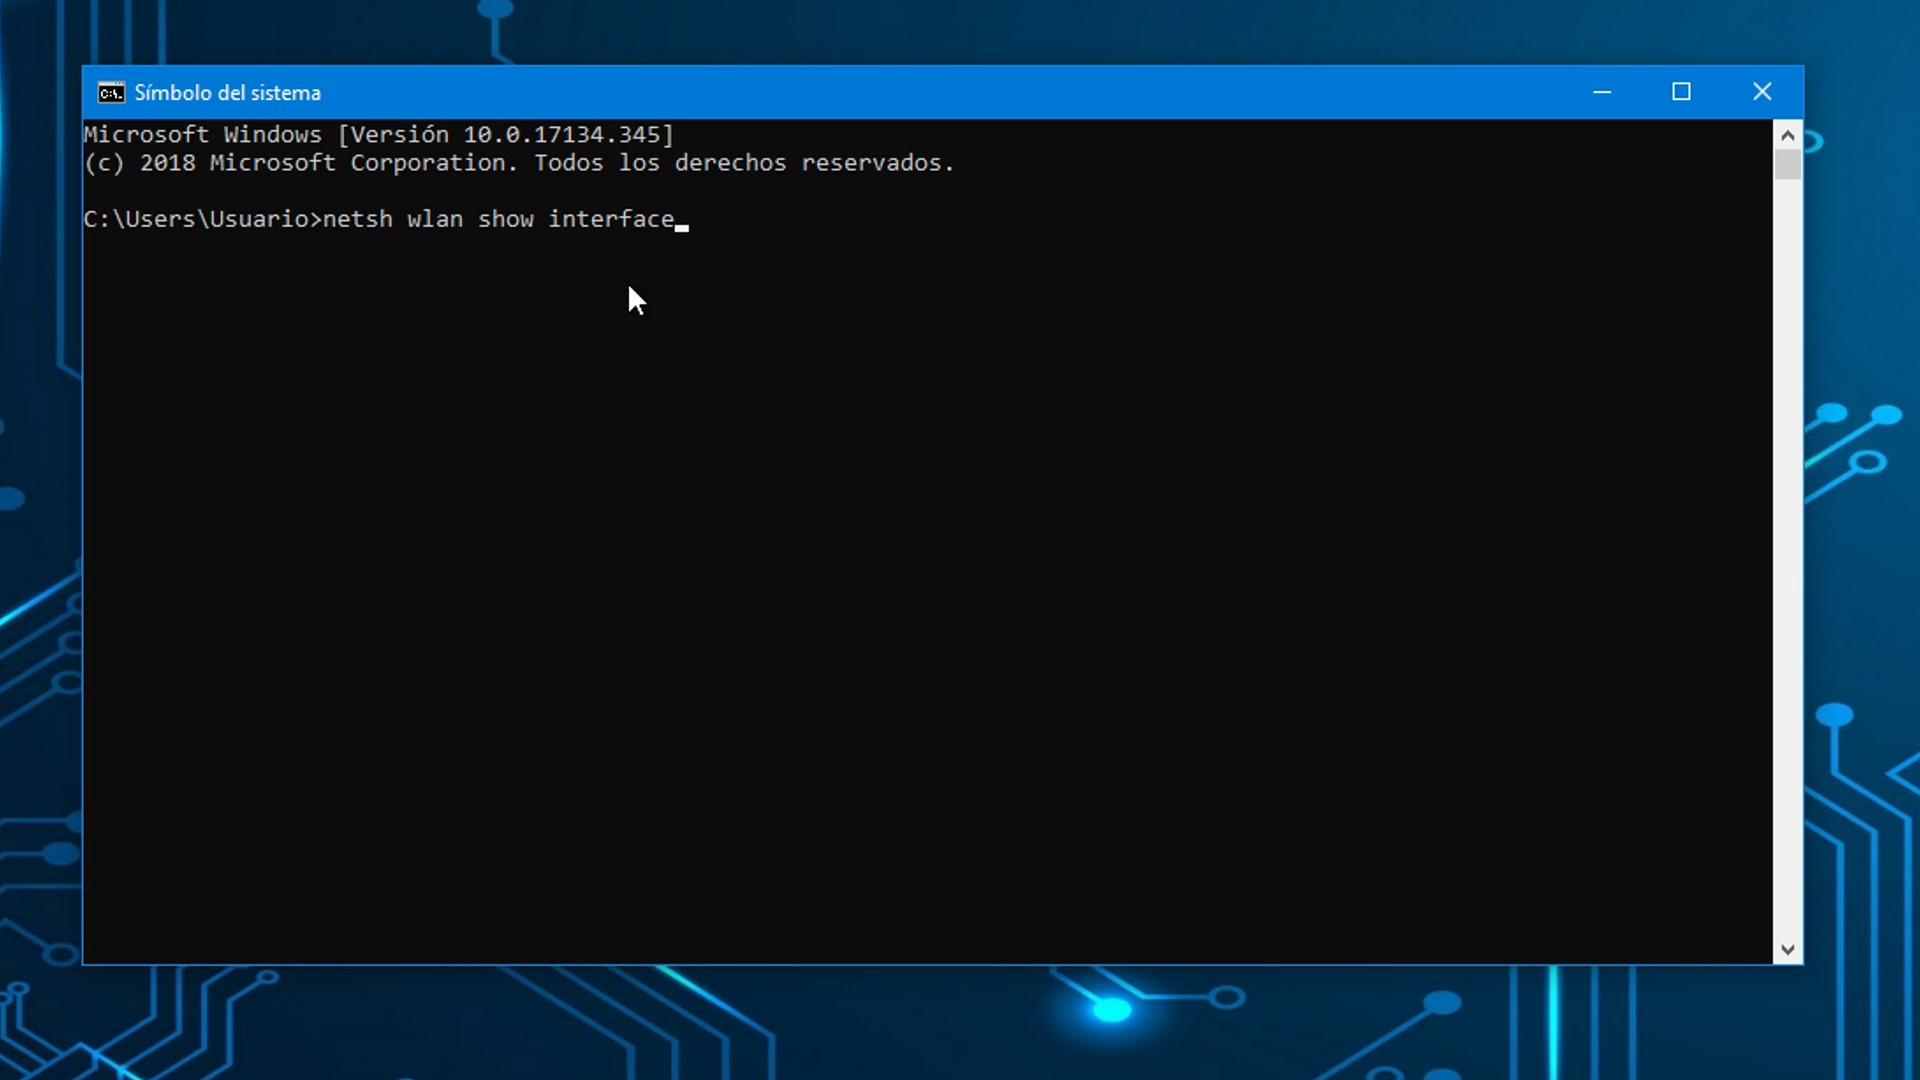 Símbolo del sistema
Microsoft Windows [Versión 10.0.17134.345]
(c) 2018 Microsoft Corporation. Todos los derechos reservados.
C:\Users\Usuario>netsh wlan show interface